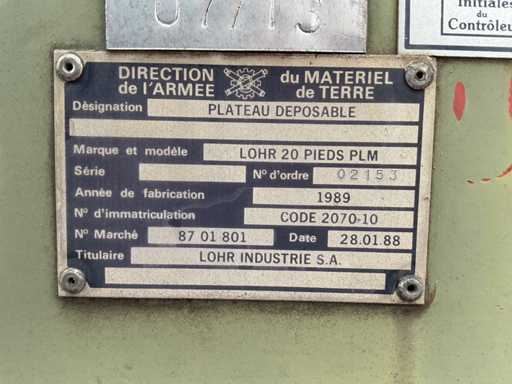 07/13
Initiales
du
Contrôleur
DIRECTION du MATERIEL
de l'ARMEE de TERRE
Désignation PLATEAU DEPOSABLE
Marque et modèle LOHR 20 PIEDS PLM
Série N° d'ordre 02153
Année de fabrication 1989
N° d'immatriculation CODE 2070-10
N° Marché 87 01 801 Date 28.01.88
Titulaire LOHR INDUSTRIE S.A.